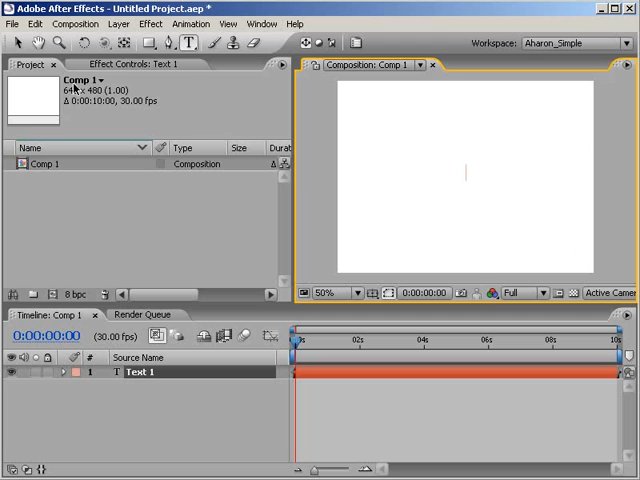 Adobe After Effects - Untitled Project.aep *
File Edit Composition Layer Effect Animation View Window Help
T Workspace: Aharon_Simple
Project × Effect Controls: Text 1
Composition: Comp 1 ×
Comp 1
× 480 (1.00)
Δ 0:00:10:00, 30.00 fps
Name Type Size Durat
Comp 1 Composition Δ
8 bpc
50% 0:00:00:00 Full Active Camer
Timeline: Comp 1 × Render Queue
0:00:00:00 (30.00 fps)
02s 04s 06s 08s 10s
# Source Name
1 T Text 1